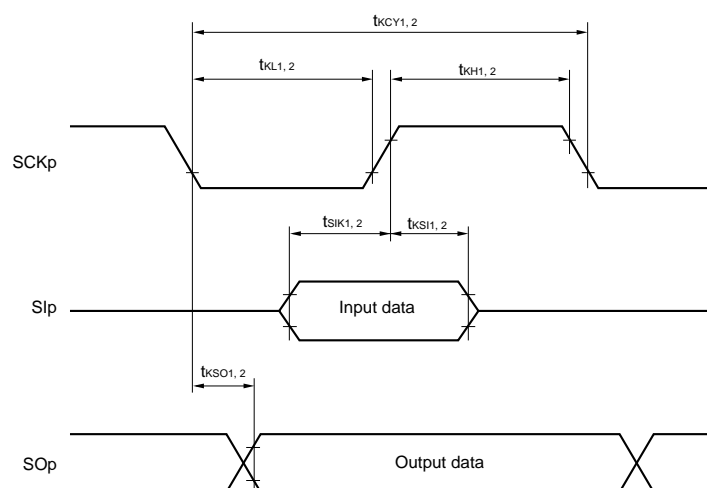 tKCY1, 2
tKL1, 2
tKH1, 2
SCKp
tSIK1, 2
tKSI1, 2
SIp
Input data
tKSO1, 2
SOp
Output data